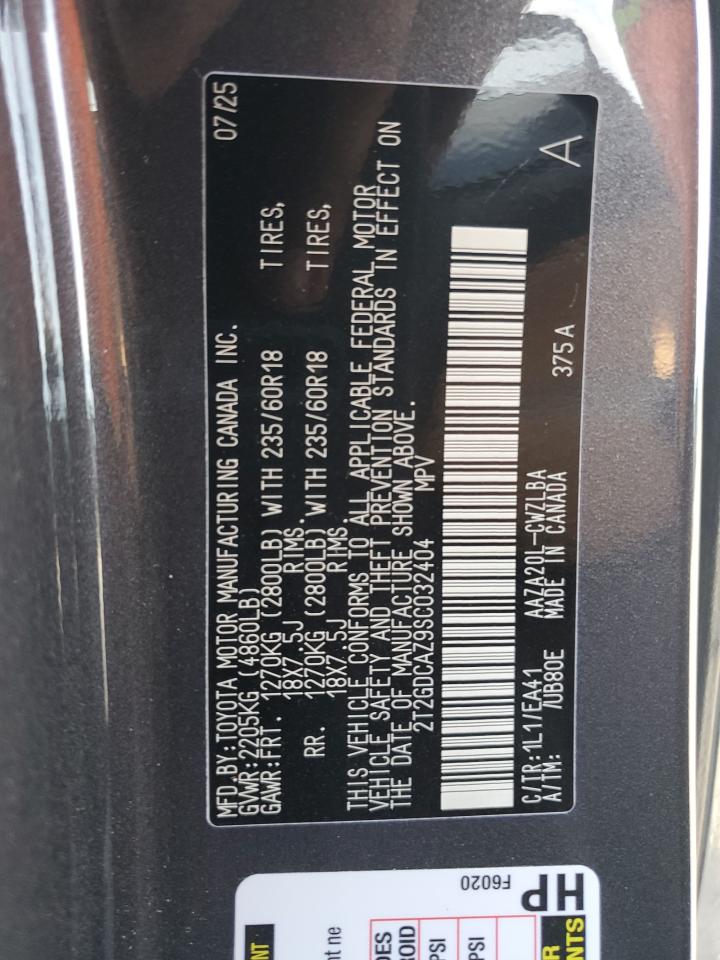 MFD.BY:TOYOTA MOTOR MANUFACTURING CANADA INC. 07/25
GVWR:2205KG (4860LB)
GAWR:FRT. 1270KG (2800LB) WITH 235/60R18 TIRES,
18X7.5J RIMS.
RR. 1270KG (2800LB) WITH 235/60R18 TIRES,
18X7.5J RIMS.
THIS VEHICLE CONFORMS TO ALL APPLICABLE FEDERAL MOTOR
VEHICLE SAFETY AND THEFT PREVENTION STANDARDS IN EFFECT ON
THE DATE OF MANUFACTURE SHOWN ABOVE.
2T2GDCAZ9SC032404 MPV
C/TR:1L1/EA41 AAZA20L-CWZLBA
A/TM: /UB80E MADE IN CANADA
375A A
HP
F6020
PSI
PSI